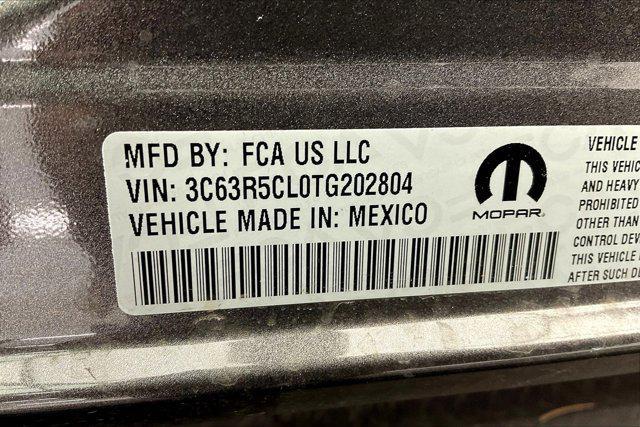 MFD BY: FCA US LLC
VIN: 3C63R5CL0TG202804
VEHICLE MADE IN: MEXICO
MOPAR
VEHICLE
THIS VEHIC
AND HEAVY
PROHIBITED
OTHER THAN
CONTROL DEV
THIS VEHICLE
AFTER SUCH D